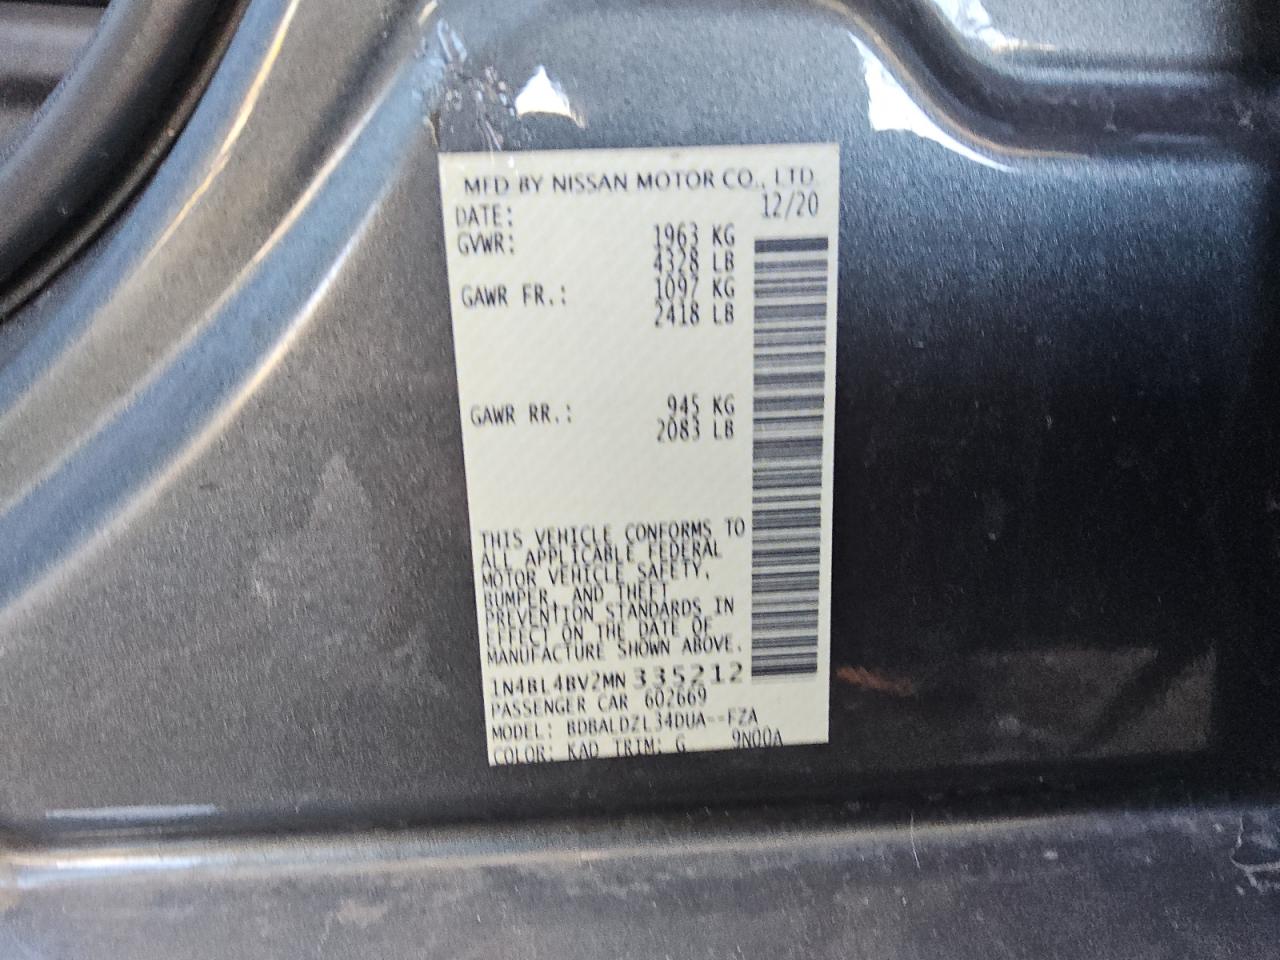 MFD BY NISSAN MOTOR CO., LTD
DATE: 12/20
GVWR: 1963 KG
4328 LB
GAWR FR.: 1097 KG
2418 LB
GAWR RR.: 945 KG
2083 LB
THIS VEHICLE CONFORMS TO
ALL APPLICABLE FEDERAL
MOTOR VEHICLE SAFETY,
BUMPER, AND THEFT
PREVENTION STANDARDS IN
EFFECT ON THE DATE OF
MANUFACTURE SHOWN ABOVE.
1N4BL4BV2MN335212
PASSENGER CAR 602669
MODEL: BDBALDZL34DUA--FZA
COLOR: KAD TRIM: G 9N00A